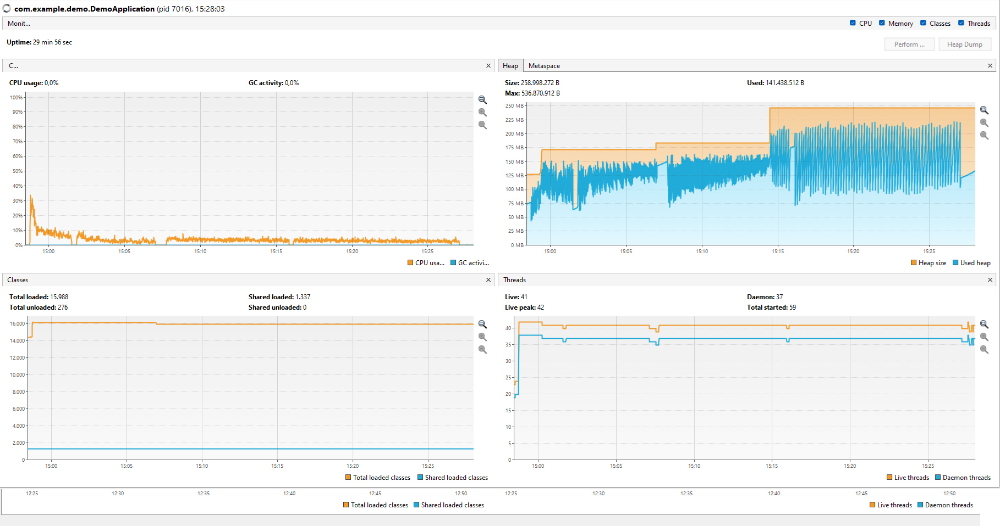 com.example.demo.DemoApplication (pid 7016), 15:28:03
Monit...
CPU Memory Classes Threads
Uptime: 29 min 56 sec
Perform ... Heap Dump
C...
CPU usage: 0,0% GC activity: 0,0%
100%
90%
80%
70%
60%
50%
40%
30%
20%
10%
0%
15:00 15:05 15:10 15:15 15:20 15:25
CPU usa... GC activi...
Heap Metaspace
Size: 258.998.272 B Used: 141.438.512 B
Max: 536.870.912 B
250 MB
225 MB
200 MB
175 MB
150 MB
125 MB
100 MB
75 MB
50 MB
25 MB
0 MB
15:00 15:05 15:10 15:15 15:20 15:25
Heap size Used heap
Classes
Total loaded: 15.988 Shared loaded: 1.337
Total unloaded: 276 Shared unloaded: 0
16.000
14.000
12.000
10.000
8.000
6.000
4.000
2.000
0
15:00 15:05 15:10 15:15 15:20 15:25
Total loaded classes Shared loaded classes
Threads
Live: 41 Daemon: 37
Live peak: 42 Total started: 59
40
35
30
25
20
15
10
5
0
15:00 15:05 15:10 15:15 15:20 15:25
Live threads Daemon threads
12:25 12:30 12:35 12:40 12:45 12:50 12:25 12:30 12:35 12:40 12:45 12:50
Total loaded classes Shared loaded classes Live threads Daemon threads